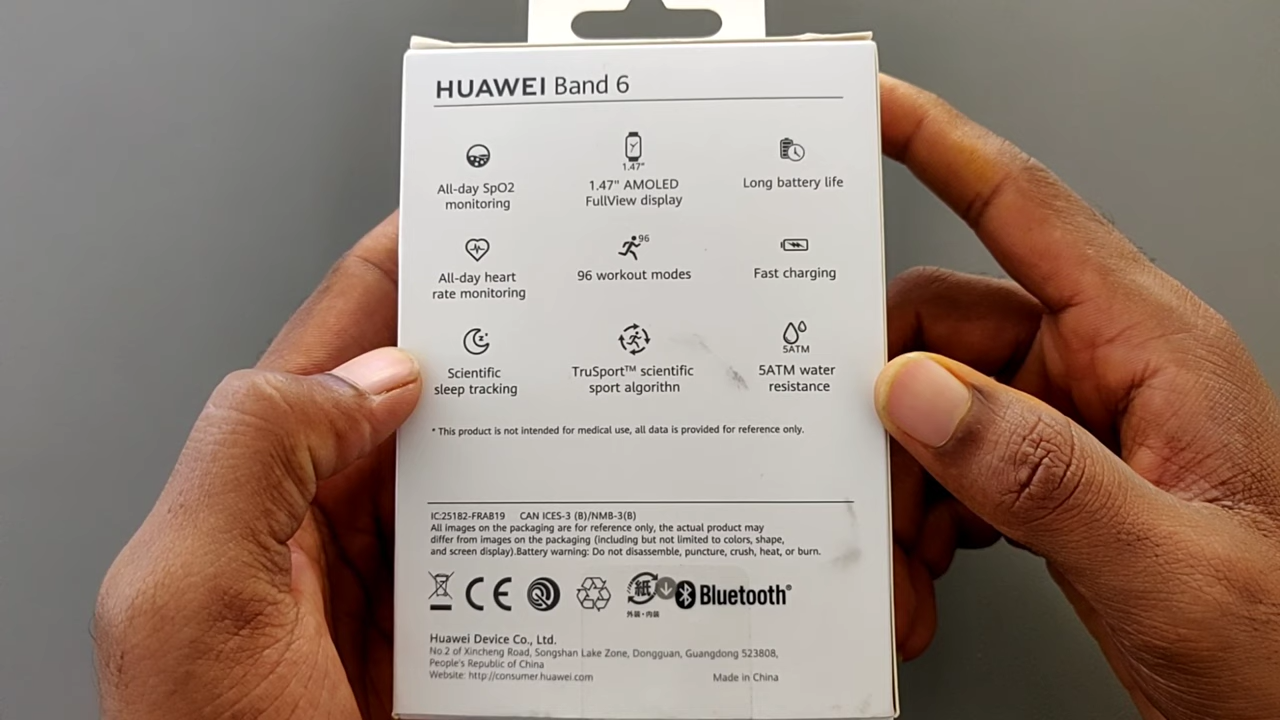 HUAWEI Band 6
1.47"
All-day SpO2
monitoring
1.47" AMOLED
FullView display
Long battery life
96
All-day heart
rate monitoring
96 workout modes
Fast charging
z
5ATM
Scientific
sleep tracking
TruSport™ scientific
sport algorithn
5ATM water
resistance
* This product is not intended for medical use, all data is provided for reference only.
IC:25182-FRAB19 CAN ICES-3 (B)/NMB-3(B)
All images on the packaging are for reference only, the actual product may
differ from images on the packaging (including but not limited to colors, shape,
and screen display).Battery warning: Do not disassemble, puncture, crush, heat, or burn.
CE 紙 Bluetooth®
外装・内装
Huawei Device Co., Ltd.
No.2 of Xincheng Road, Songshan Lake Zone, Dongguan, Guangdong 523808,
People's Republic of China
Website: http://consumer.huawei.com Made in China